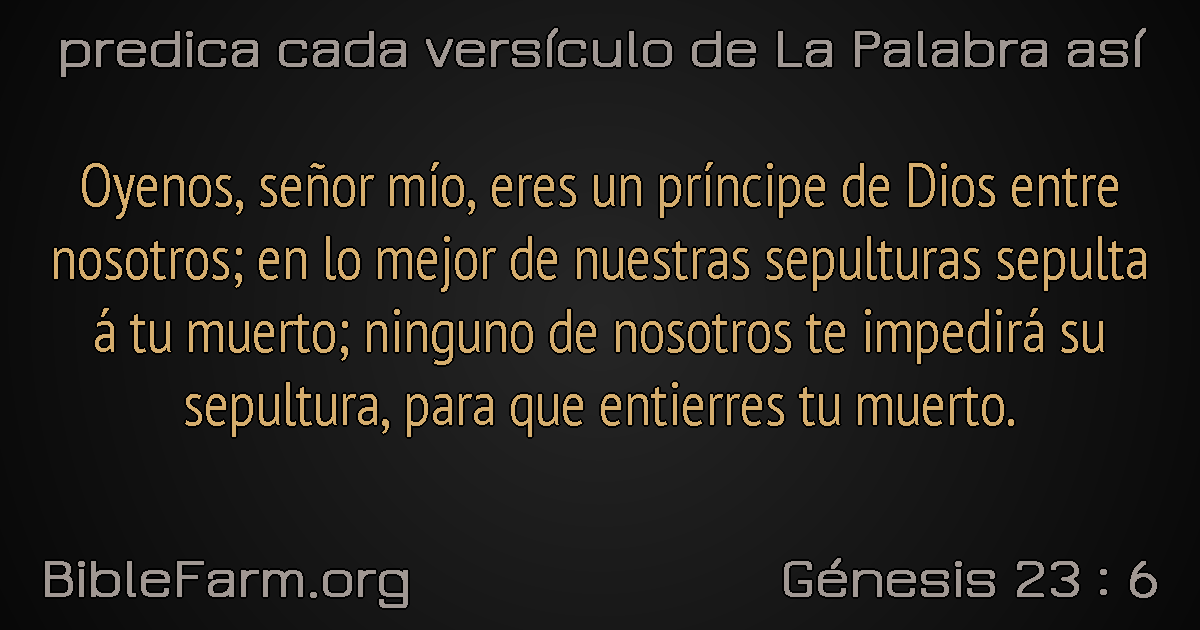 predica cada versículo de La Palabra así
Oyenos, señor mío, eres un príncipe de Dios entre
nosotros; en lo mejor de nuestras sepulturas sepulta
á tu muerto; ninguno de nosotros te impedirá su
sepultura, para que entierres tu muerto.
BibleFarm.org
Génesis 23 : 6